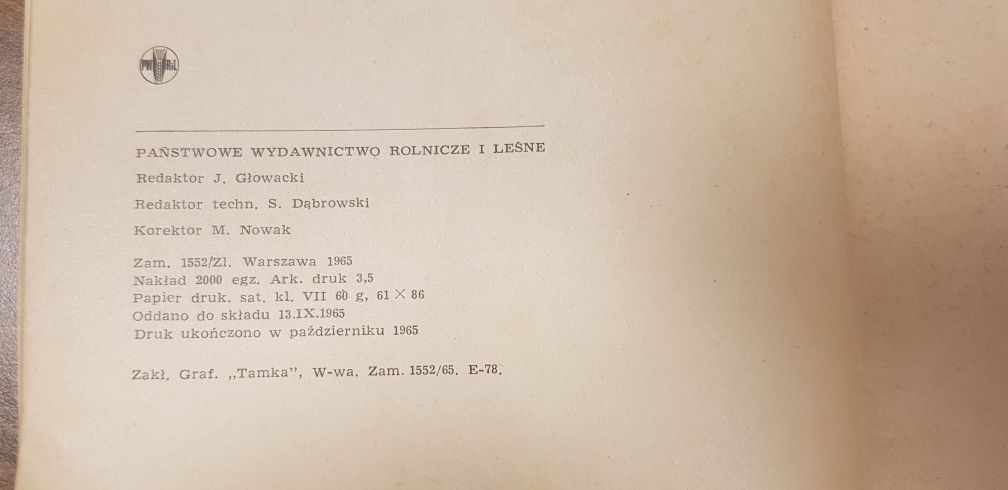 PWRiL
PAŃSTWOWE WYDAWNICTWO ROLNICZE I LEŚNE
Redaktor J. Głowacki
Redaktor techn. S. Dąbrowski
Korektor M. Nowak
Zam. 1552/Zl. Warszawa 1965
Nakład 2000 egz. Ark. druk 3,5
Papier druk. sat. kl. VII 60 g, 61 × 86
Oddano do składu 13.IX.1965
Druk ukończono w październiku 1965
Zakł. Graf. „Tamka”, W-wa. Zam. 1552/65. E-78.